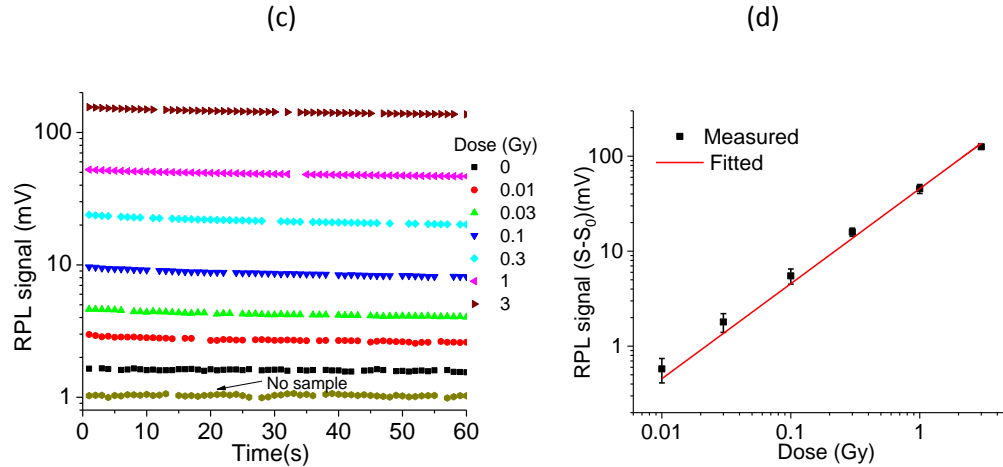 (c)
(d)
RPL signal (mV)
100
10
1
No sample
0 10 20 30 40 50 60
Time(s)
Dose (Gy)
0
0.01
0.03
0.1
0.3
1
3
RPL signal (S-S₀)(mV)
100
10
1
Measured
Fitted
0.01 0.1 1
Dose (Gy)